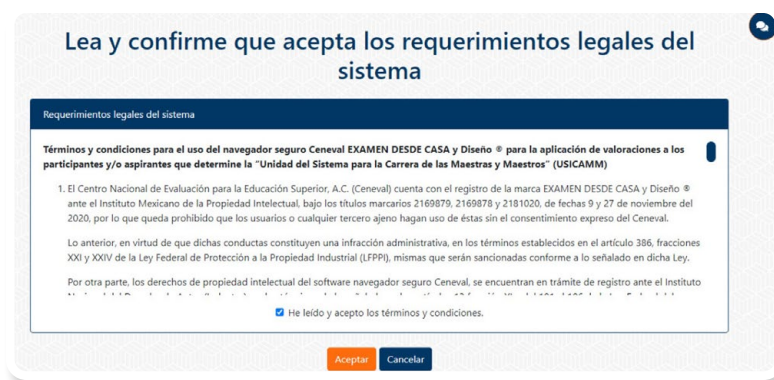 Lea y confirme que acepta los requerimientos legales del
sistema
Requerimientos legales del sistema
Términos y condiciones para el uso del navegador seguro Ceneval EXAMEN DESDE CASA y Diseño ® para la aplicación de valoraciones a los
participantes y/o aspirantes que determine la "Unidad del Sistema para la Carrera de las Maestras y Maestros" (USICAMM)
1. El Centro Nacional de Evaluación para la Educación Superior, A.C. (Ceneval) cuenta con el registro de la marca EXAMEN DESDE CASA y Diseño ®
ante el Instituto Mexicano de la Propiedad Intelectual, bajo los títulos marcarios 2169879, 2169878 y 2181020, de fechas 9 y 27 de noviembre del
2020, por lo que queda prohibido que los usuarios o cualquier tercero ajeno hagan uso de éstas sin el consentimiento expreso del Ceneval.
Lo anterior, en virtud de que dichas conductas constituyen una infracción administrativa, en los términos establecidos en el artículo 386, fracciones
XXI y XXIV de la Ley Federal de Protección a la Propiedad Industrial (LFPPI), mismas que serán sancionadas conforme a lo señalado en dicha Ley.
Por otra parte, los derechos de propiedad intelectual del software navegador seguro Ceneval, se encuentran en trámite de registro ante el Instituto
He leído y acepto los términos y condiciones.
Aceptar Cancelar